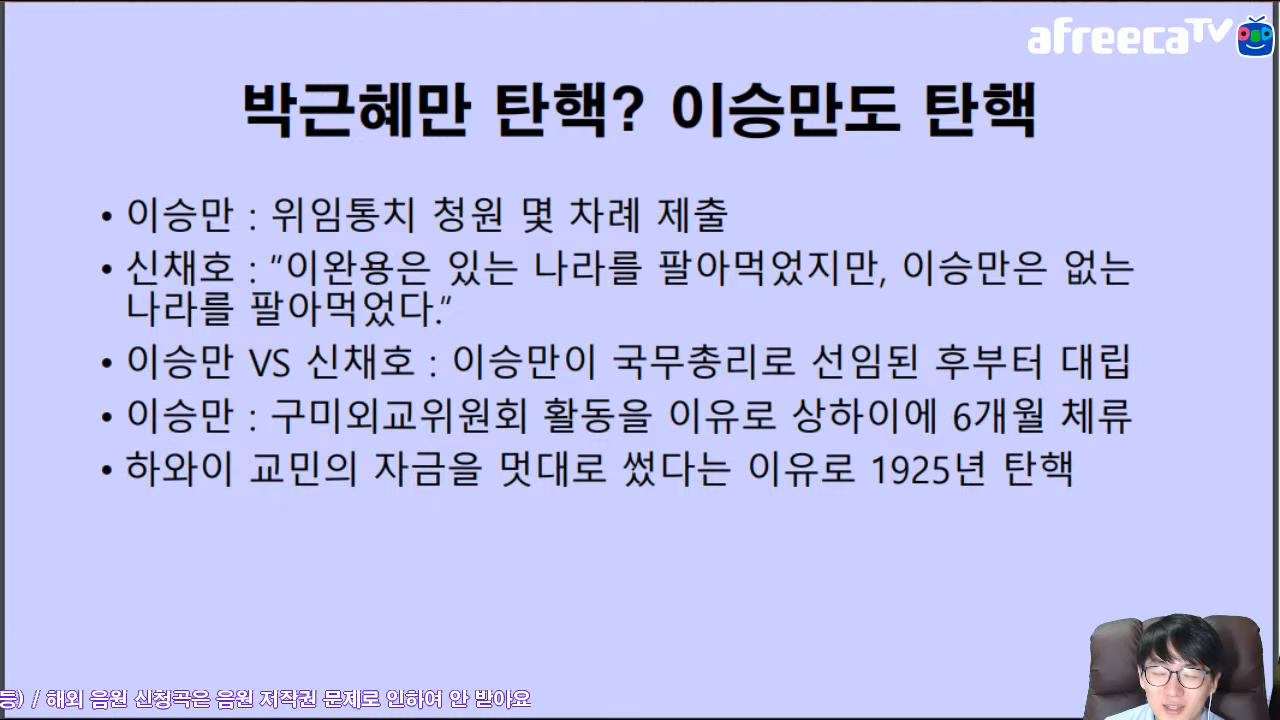 afreecaTV
박근혜만 탄핵? 이승만도 탄핵
• 이승만 : 위임통치 청원 몇 차례 제출
• 신채호 : “이완용은 있는 나라를 팔아먹었지만, 이승만은 없는
나라를 팔아먹었다.“
• 이승만 VS 신채호 : 이승만이 국무총리로 선임된 후부터 대립
• 이승만 : 구미외교위원회 활동을 이유로 상하이에 6개월 체류
• 하와이 교민의 자금을 멋대로 썼다는 이유로 1925년 탄핵
등) / 해외 음원 신청곡은 음원 저작권 문제로 인하여 안 받아요